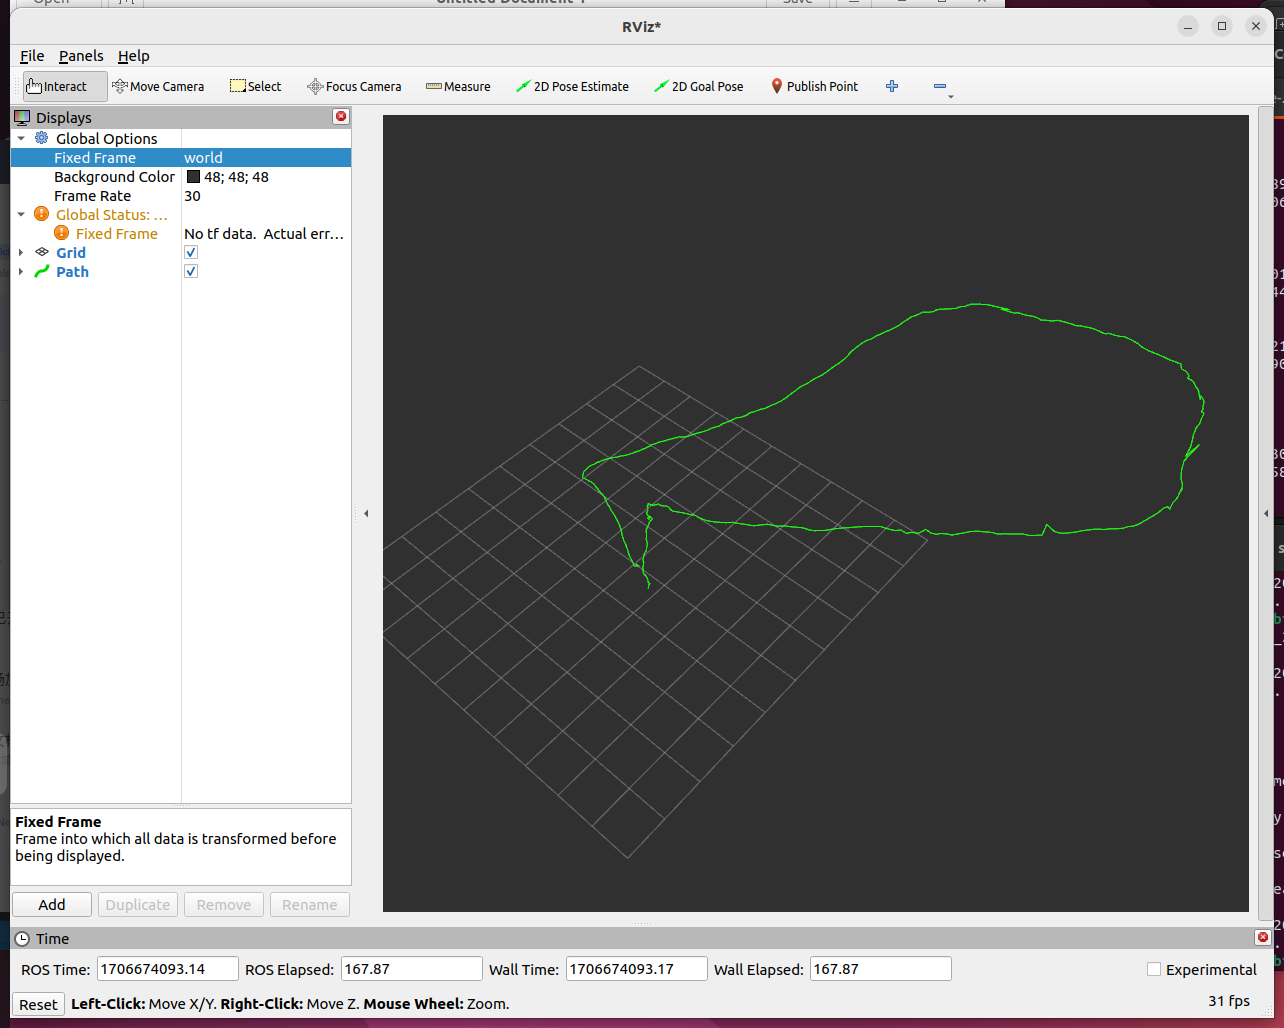 RViz*
File Panels Help
Interact Move Camera Select Focus Camera Measure 2D Pose Estimate 2D Goal Pose Publish Point
Displays
Global Options
Fixed Frame world
Background Color 48; 48; 48
Frame Rate 30
Global Status: ...
Fixed Frame No tf data. Actual err...
Grid
Path
Fixed Frame
Frame into which all data is transformed before
being displayed.
Add Duplicate Remove Rename
Time
ROS Time: 1706674093.14 ROS Elapsed: 167.87 Wall Time: 1706674093.17 Wall Elapsed: 167.87 Experimental
Reset Left-Click: Move X/Y. Right-Click: Move Z. Mouse Wheel: Zoom. 31 fps